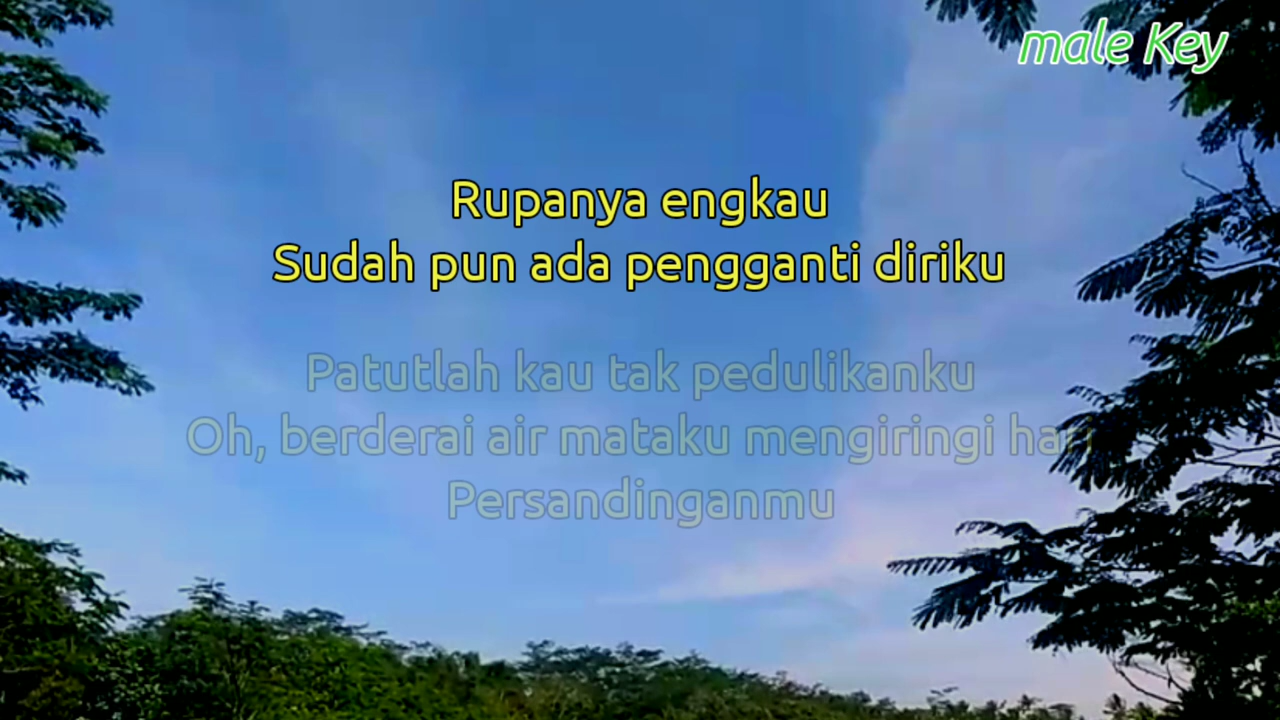 male Key
Rupanya engkau
Sudah pun ada pengganti diriku
Patutlah kau tak pedulikanku
Oh, berderai air mataku mengiringi hari
Persandinganmu